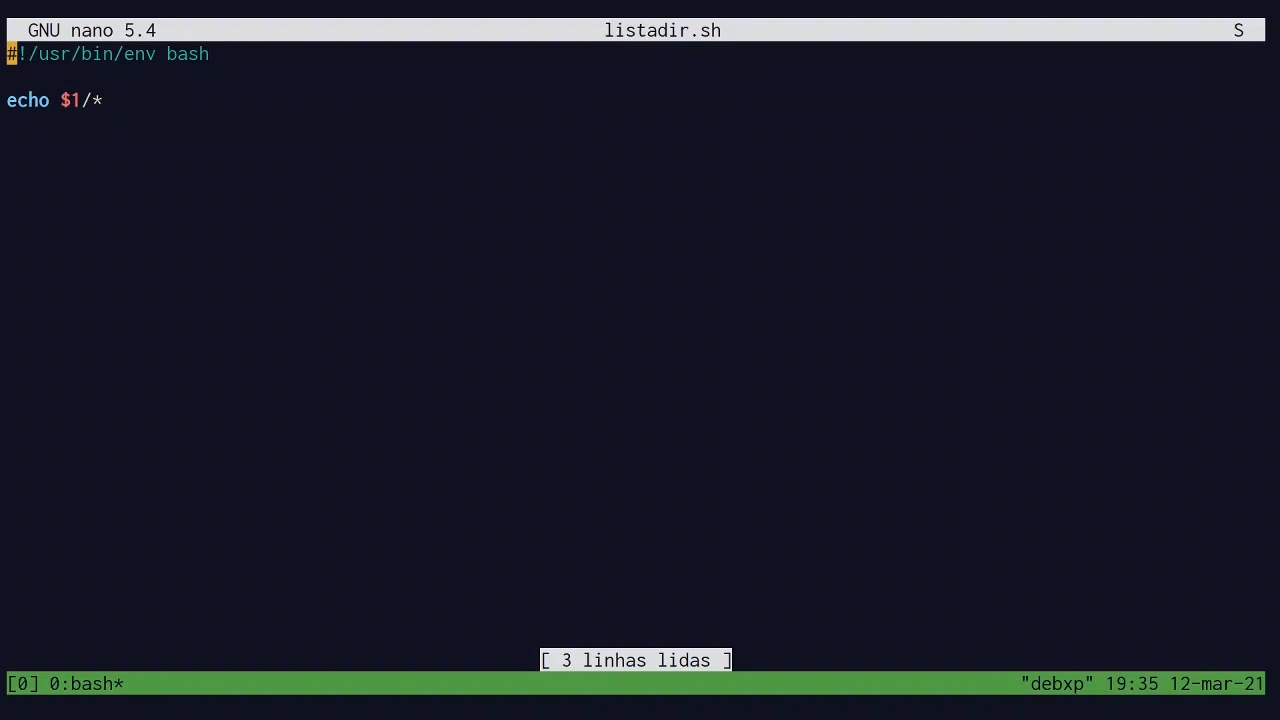 GNU nano 5.4 listadir.sh S
#!/usr/bin/env bash
echo $1/*
[ 3 linhas lidas ]
[0] 0:bash* "debxp" 19:35 12-mar-21